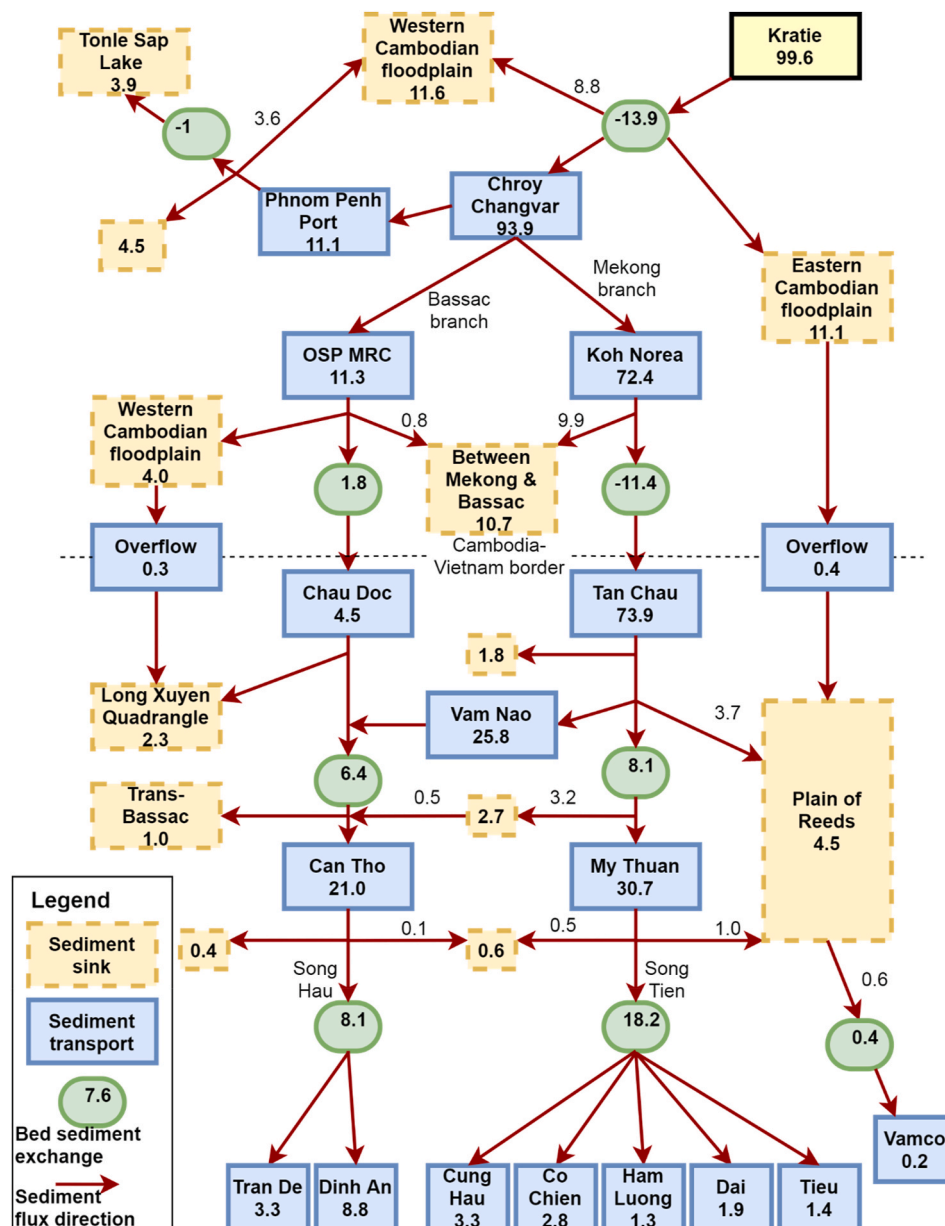 Tonle Sap
Lake
3.9
Western
Cambodian
floodplain
11.6
Kratie
99.6
8.8
3.6
-1
-13.9
4.5
Phnom Penh
Port
11.1
Chroy
Changvar
93.9
Mekong
branch
Bassac
branch
Eastern
Cambodian
floodplain
11.1
OSP MRC
11.3
Koh Norea
72.4
Western
Cambodian
floodplain
4.0
0.8
9.9
1.8
Between
Mekong &
Bassac
10.7
-11.4
Overflow
0.3
Cambodia-
Vietnam border
Overflow
0.4
Chau Doc
4.5
Tan Chau
73.9
1.8
Long Xuyen
Quadrangle
2.3
Vam Nao
25.8
3.7
6.4
8.1
Trans-
Bassac
1.0
0.5
2.7
3.2
Plain of
Reeds
4.5
Can Tho
21.0
My Thuan
30.7
Legend
Sediment
sink
Sediment
transport
7.6
Bed sediment
exchange
Sediment
flux direction
0.4
0.1
0.6
0.5
1.0
Song
Hau
Song
Tien
0.6
8.1
18.2
0.4
Tran De
3.3
Dinh An
8.8
Cung
Hau
3.3
Co
Chien
2.8
Ham
Luong
1.3
Dai
1.9
Tieu
1.4
Vamco
0.2